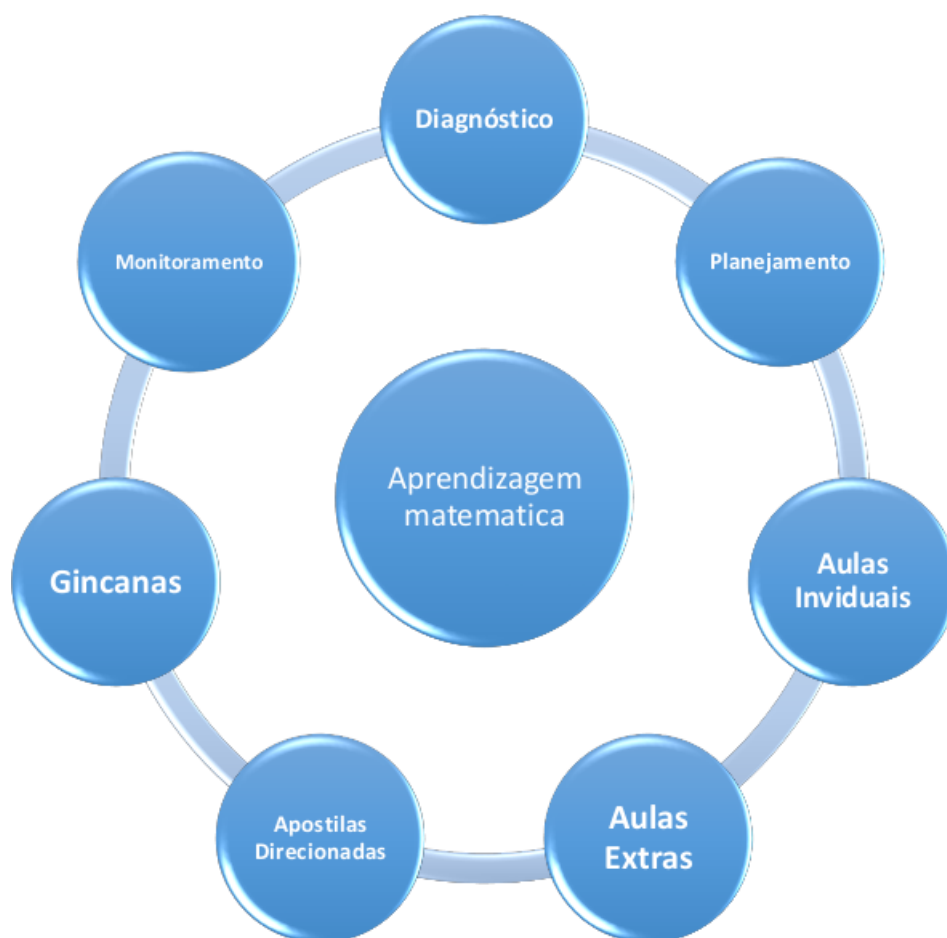 Diagnóstico
Planejamento
Aulas
Inviduais
Aulas
Extras
Apostilas
Direcionadas
Gincanas
Monitoramento
Aprendizagem
matematica